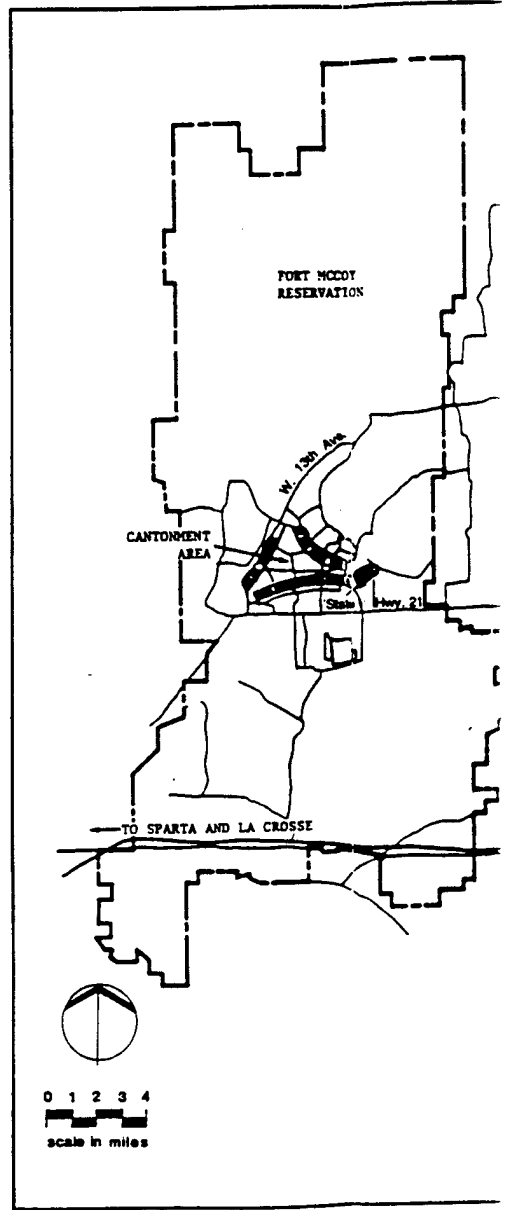 FORT MCCOY
RESERVATION
W. 13th Ave.
CANTONMENT
AREA
State Hwy. 21
TO SPARTA AND LA CROSSE
0 1 2 3 4
scale in miles